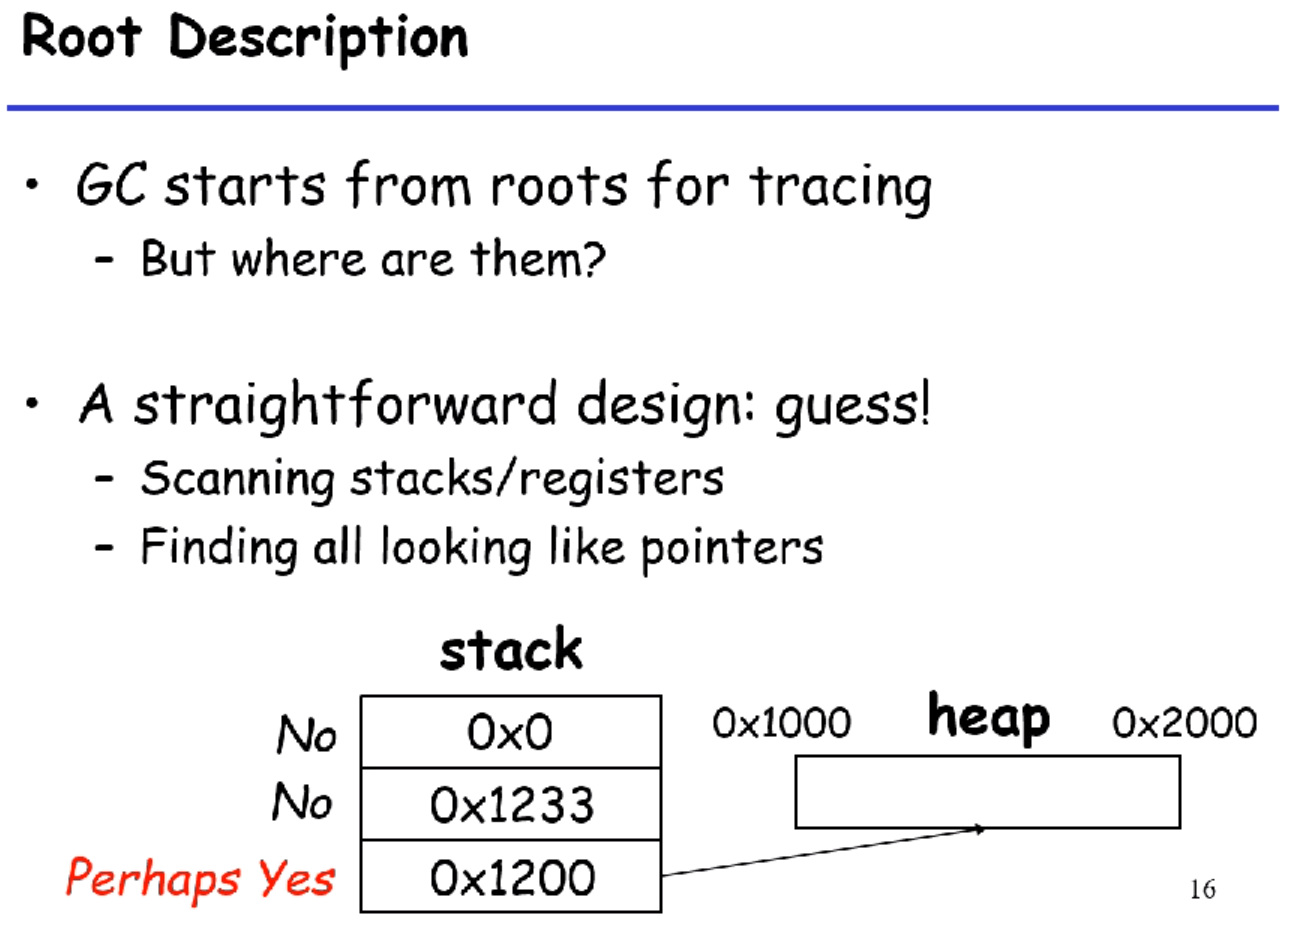 Root Description
• GC starts from roots for tracing
– But where are them?
• A straightforward design: guess!
– Scanning stacks/registers
– Finding all looking like pointers
stack
0x1000 heap 0x2000
No 0x0
No 0x1233
Perhaps Yes 0x1200
16